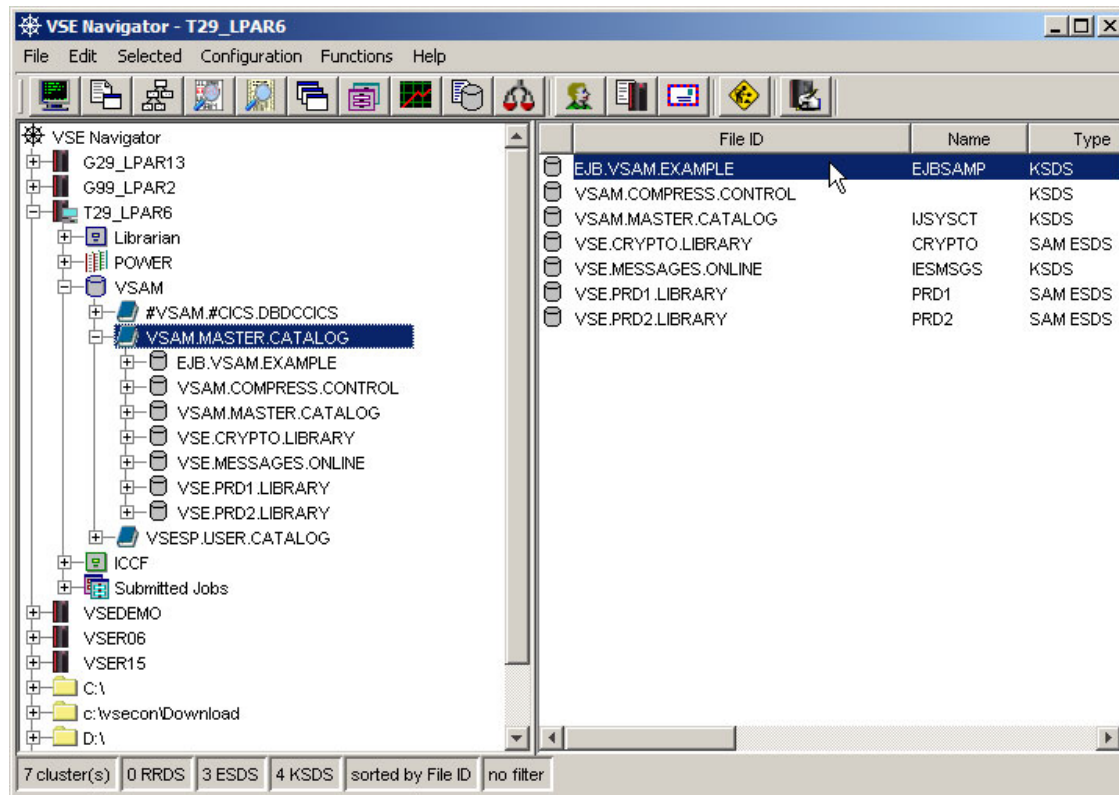 VSE Navigator - T29_LPAR6
File Edit Selected Configuration Functions Help
VSE Navigator
G29_LPAR13
G99_LPAR2
T29_LPAR6
Librarian
POWER
VSAM
#VSAM.#CICS.DBDCCICS
VSAM.MASTER.CATALOG
EJB.VSAM.EXAMPLE
VSAM.COMPRESS.CONTROL
VSAM.MASTER.CATALOG
VSE.CRYPTO.LIBRARY
VSE.MESSAGES.ONLINE
VSE.PRD1.LIBRARY
VSE.PRD2.LIBRARY
VSESP.USER.CATALOG
ICCF
Submitted Jobs
VSEDEMO
VSER06
VSER15
C:\
c:\vsecon\Download
D:\
File ID Name Type
EJB.VSAM.EXAMPLE EJBSAMP KSDS
VSAM.COMPRESS.CONTROL KSDS
VSAM.MASTER.CATALOG IJSYSCT KSDS
VSE.CRYPTO.LIBRARY CRYPTO SAM ESDS
VSE.MESSAGES.ONLINE IESMSGS KSDS
VSE.PRD1.LIBRARY PRD1 SAM ESDS
VSE.PRD2.LIBRARY PRD2 SAM ESDS
7 cluster(s) 0 RRDS 3 ESDS 4 KSDS sorted by File ID no filter